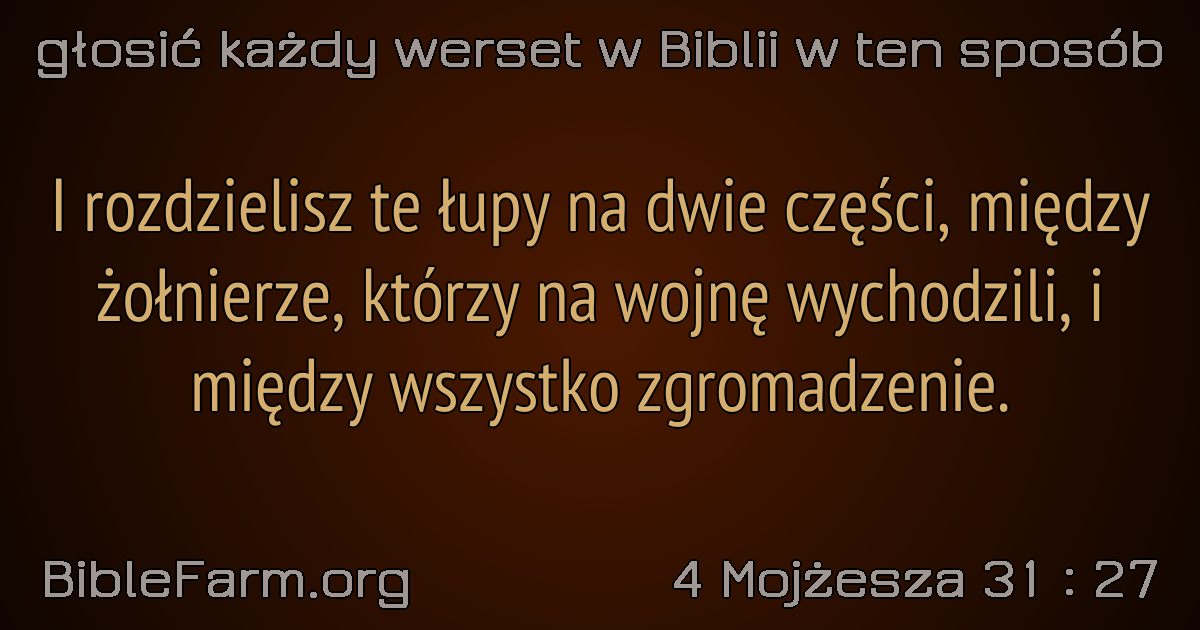 głosić każdy werset w Biblii w ten sposób
I rozdzielisz te łupy na dwie części, między
żołnierze, którzy na wojnę wychodzili, i
między wszystko zgromadzenie.
BibleFarm.org
4 Mojżesza 31 : 27